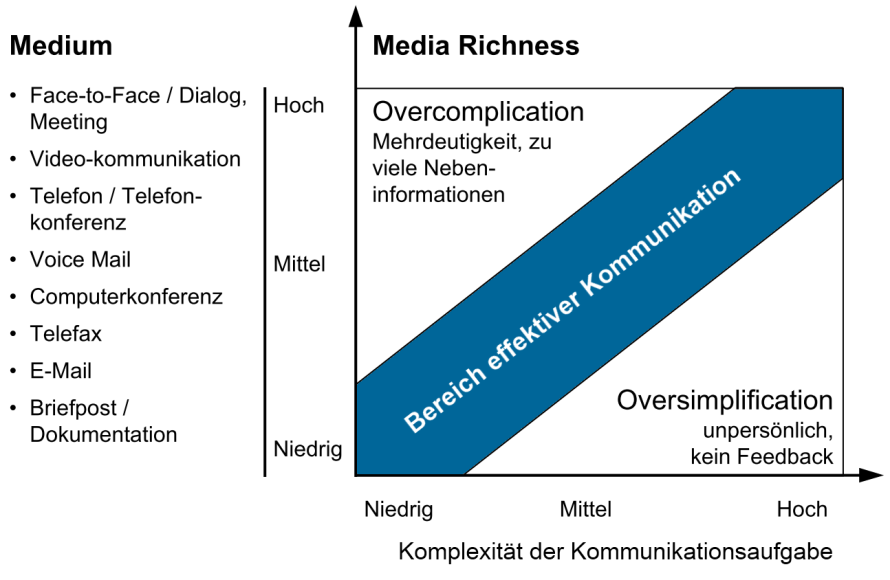 Medium
• Face-to-Face / Dialog,
Meeting
• Video-kommunikation
• Telefon / Telefon-
konferenz
• Voice Mail
• Computerkonferenz
• Telefax
• E-Mail
• Briefpost /
Dokumentation
Media Richness
Hoch
Mittel
Niedrig
Overcomplication
Mehrdeutigkeit, zu
viele Neben-
informationen
Bereich effektiver Kommunikation
Oversimplification
unpersönlich,
kein Feedback
Niedrig
Mittel
Hoch
Komplexität der Kommunikationsaufgabe